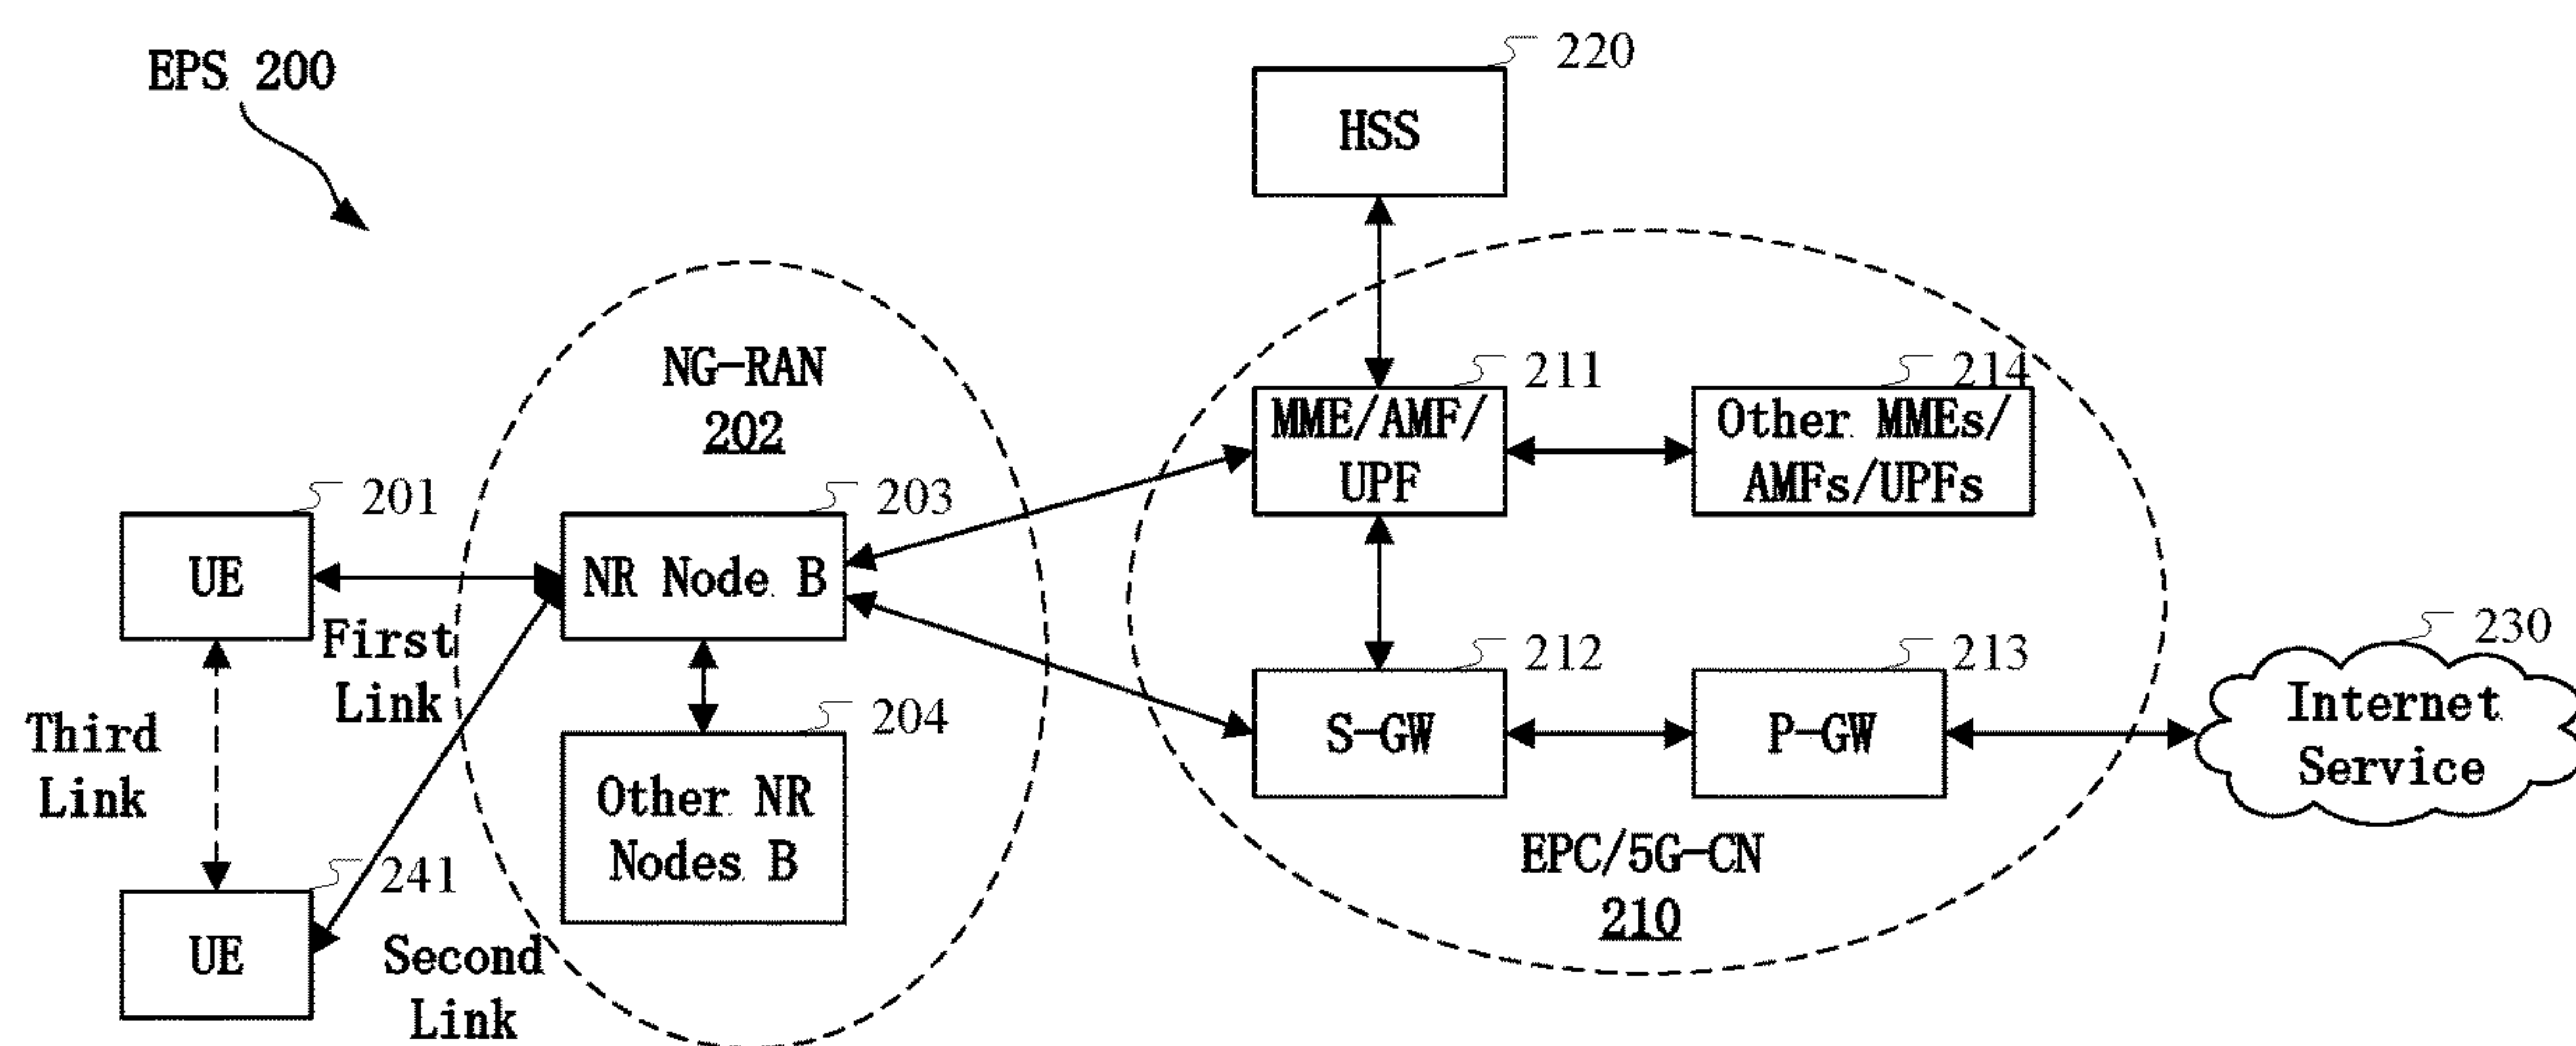 EPS 200
220
HSS
NG-RAN
202
211
MME/AMF/
UPF
214
Other MMEs/
AMFs/UPFs
201
UE
203
NR Node B
First
Link
Third
Link
204
Other NR
Nodes B
212
S-GW
213
P-GW
230
Internet
Service
EPC/5G-CN
210
241
UE
Second
Link